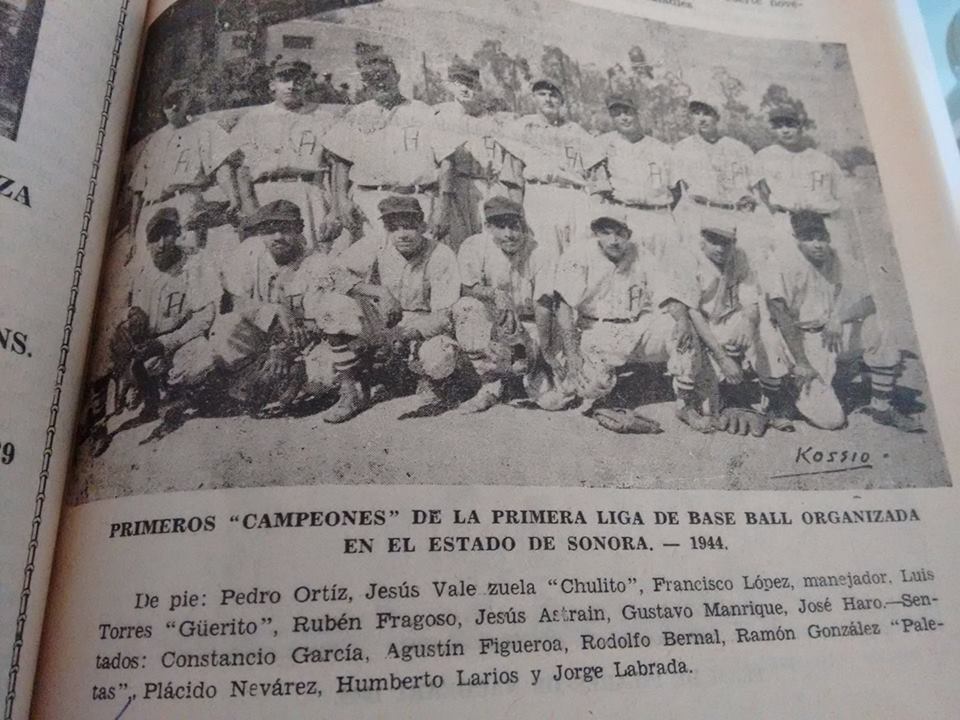 ZA
NS.
9
KOSSIO
PRIMEROS "CAMPEONES" DE LA PRIMERA LIGA DE BASE BALL ORGANIZADA
EN EL ESTADO DE SONORA. — 1944.
De pie: Pedro Ortíz, Jesús Vale zuela "Chulito", Francisco López, manejador, Luis
Torres "Güerito", Rubén Fragoso, Jesús Astrain, Gustavo Manrique, José Haro.—Sen-
tados: Constancio García, Agustín Figueroa, Rodolfo Bernal, Ramón González "Pale-
tas", Plácido Nevárez, Humberto Larios y Jorge Labrada.